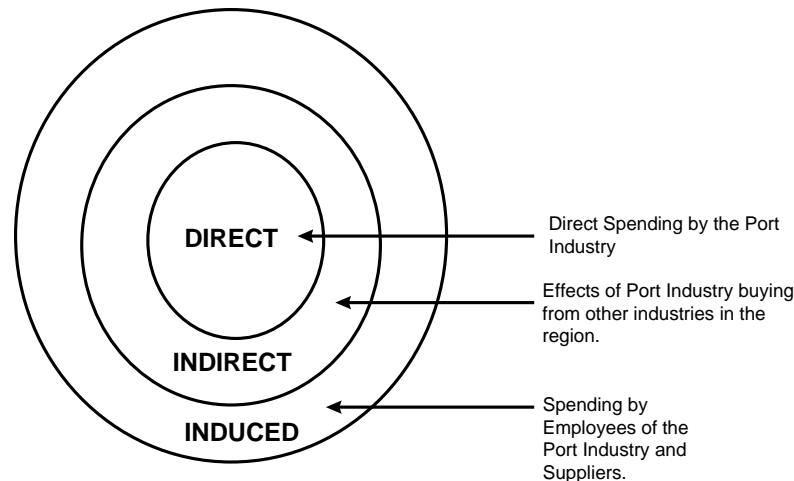 DIRECT
Direct Spending by the Port
Industry
Effects of Port Industry buying
from other industries in the
region.
INDIRECT
Spending by
Employees of the
Port Industry and
Suppliers.
INDUCED